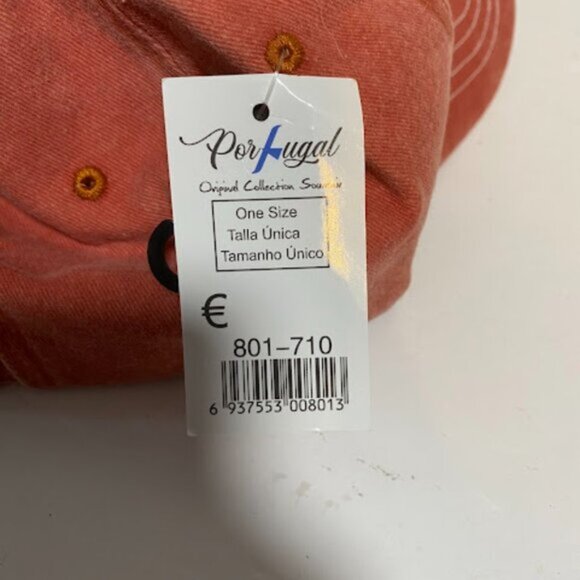 Portugal
Original Collection Souvenir
One Size
Talla Única
Tamanho Único
€
801-710
6 937553 008013